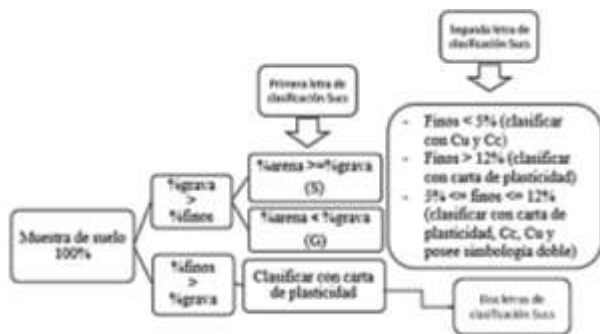 Segunda letra de
clasificación Sucs
Primera letra de
clasificación Sucs
- Finos < 5% (clasificar
con Cu y Cc)
- Finos > 12% (clasificar
con carta de plasticidad)
- 5% <= finos <= 12%
(clasificar con carta de
plasticidad, Cc, Cu y
posee simbología doble)
%arena >=%grava
(S)
%grava
>
%finos
%arena < %grava
(G)
Muestra de suelo
100%
%finos
>
%grava
Clasificar con carta
de plasticidad
Dos letras de
clasificación Sucs